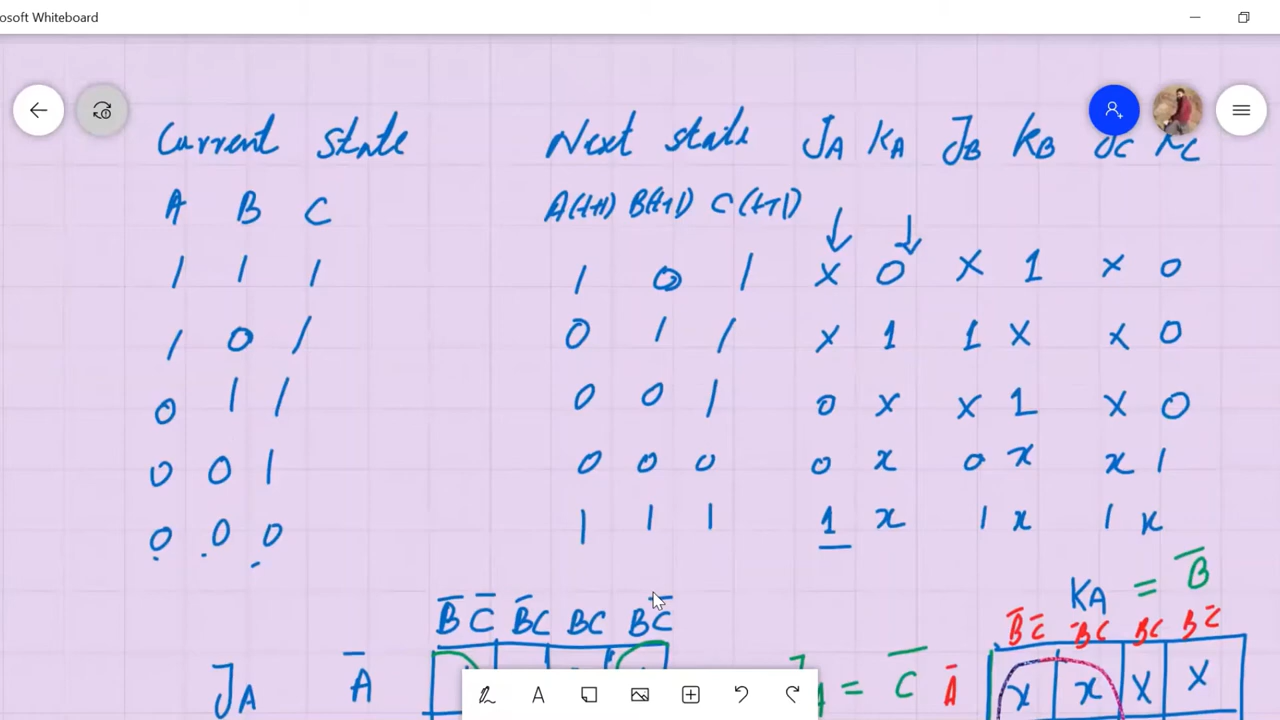 osoft Whiteboard
Current State Next state JA KA JB KB JC KC
A B C A(t+1) B(t+1) C(t+1)
1 1 1 1 0 1 x 0 x 1 x 0
1 0 1 0 1 1 x 1 1 x x 0
0 1 1 0 0 1 0 x x 1 x 0
0 0 1 0 0 0 0 x 0 x x 1
0 0 0 1 1 1 1 x 1 x 1 x
KA = B̅
B̅ C̅ B̅C BC BC̅ B̅C̅ B̅C BC BC̅
JA A̅ = C̅ A̅ x x x x
A